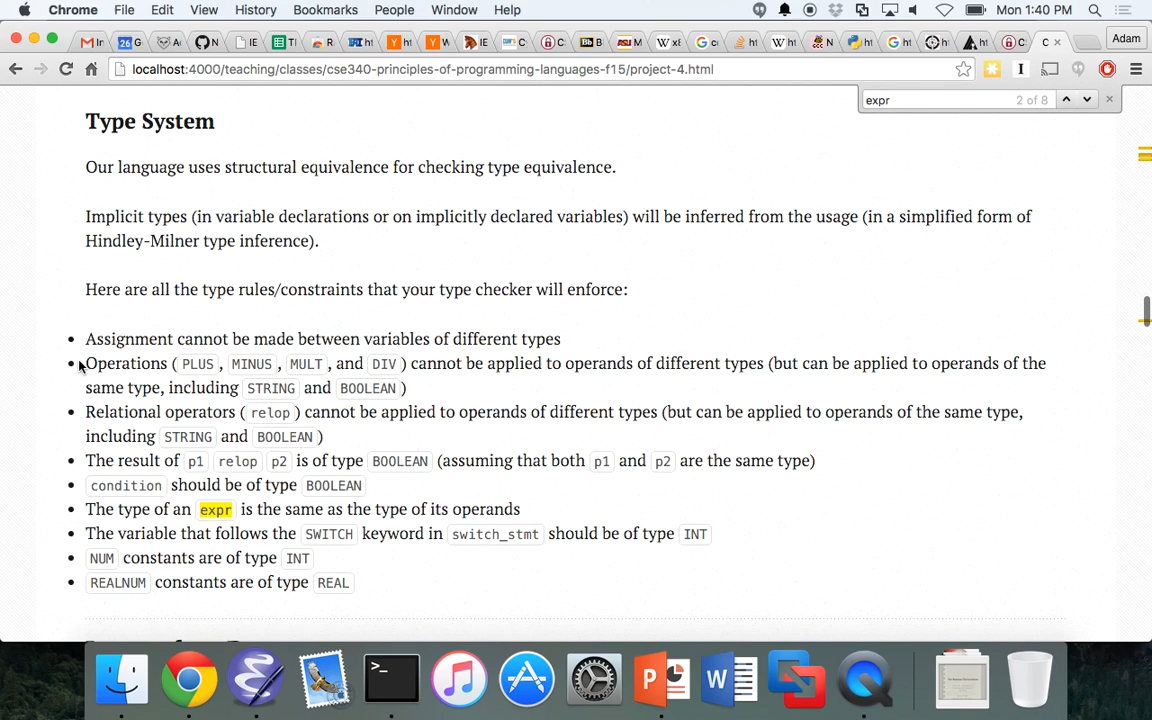 Chrome File Edit View History Bookmarks People Window Help Mon 1:40 PM
Adam
localhost:4000/teaching/classes/cse340-principles-of-programming-languages-f15/project-4.html
expr 2 of 8
Type System
Our language uses structural equivalence for checking type equivalence.
Implicit types (in variable declarations or on implicitly declared variables) will be inferred from the usage (in a simplified form of
Hindley-Milner type inference).
Here are all the type rules/constraints that your type checker will enforce:
• Assignment cannot be made between variables of different types
• Operations ( PLUS , MINUS , MULT , and DIV ) cannot be applied to operands of different types (but can be applied to operands of the
same type, including STRING and BOOLEAN )
• Relational operators ( relop ) cannot be applied to operands of different types (but can be applied to operands of the same type,
including STRING and BOOLEAN )
• The result of p1 relop p2 is of type BOOLEAN (assuming that both p1 and p2 are the same type)
• condition should be of type BOOLEAN
• The type of an expr is the same as the type of its operands
• The variable that follows the SWITCH keyword in switch_stmt should be of type INT
• NUM constants are of type INT
• REALNUM constants are of type REAL